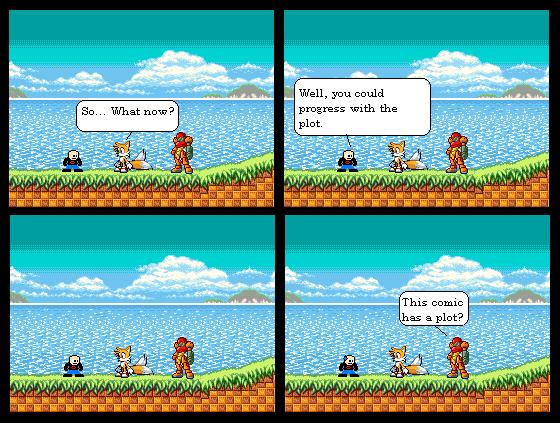 So... What now?
Well, you could
progress with the
plot.
This comic
has a plot?